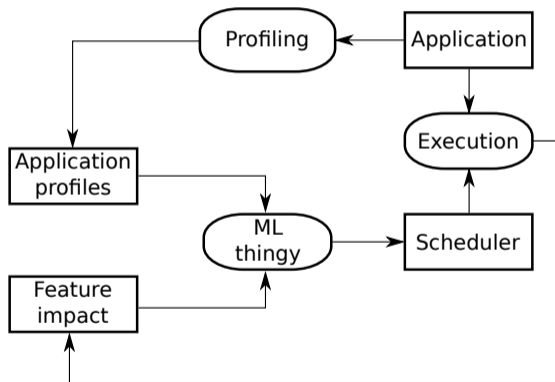 Profiling
Application
Execution
Application
profiles
ML
thingy
Scheduler
Feature
impact